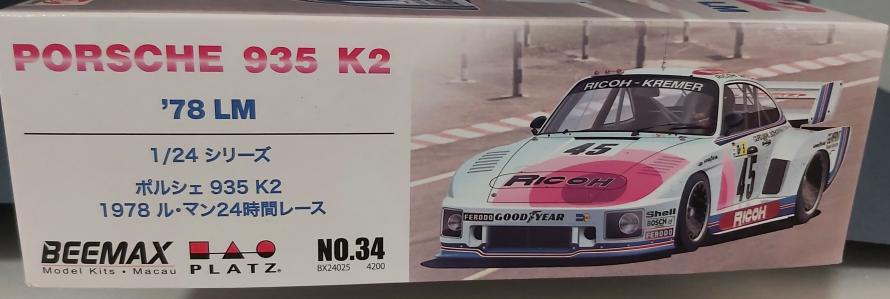 PORSCHE 935 K2
'78 LM
1/24 シリーズ
ポルシェ 935 K2
1978 ル・マン24時間レース
BEEMAX
Model Kits・Macau
PLATZ.
NO.34
BX24025 4200
LM
RICOH-KREMER
45
RICOH
FERODO GOODYEAR
Shell
BOSCH
FERODO
45
RICOH